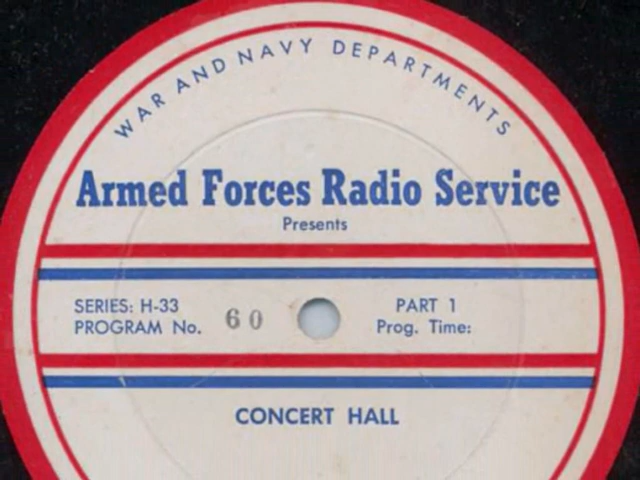 WAR AND NAVY DEPARTMENTS
Armed Forces Radio Service
Presents
SERIES: H-33
PROGRAM No. 60
PART 1
Prog. Time:
CONCERT HALL